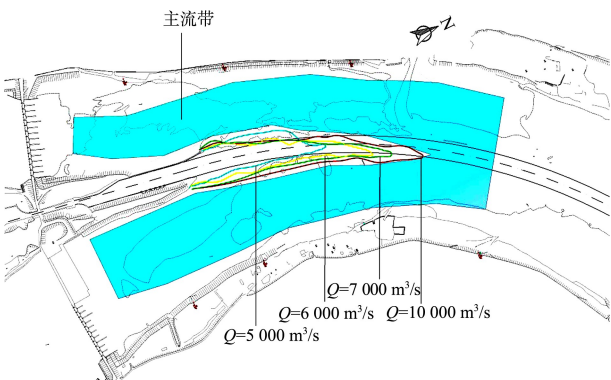 主流带
N
Q=7 000 m³/s
Q=6 000 m³/s
Q=10 000 m³/s
Q=5 000 m³/s